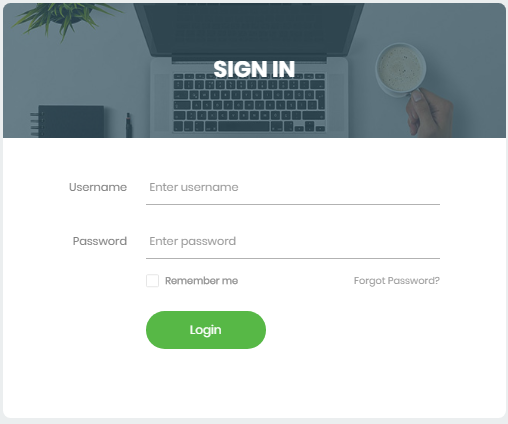 SIGN IN
Username Enter username
Password Enter password
Remember me Forgot Password?
Login